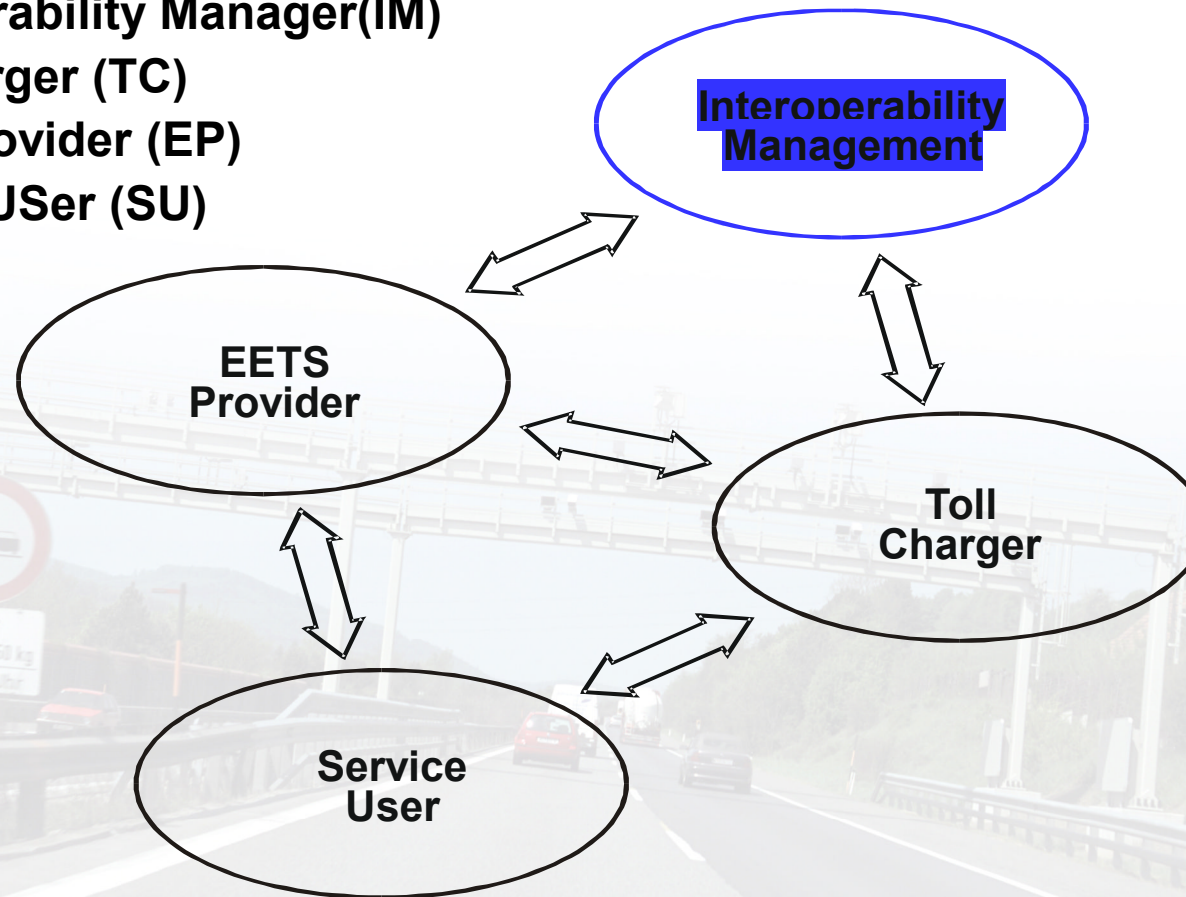 rability Manager(IM)
rger (TC)
ovider (EP)
USer (SU)
Interoperability
Management
EETS
Provider
Toll
Charger
Service
User